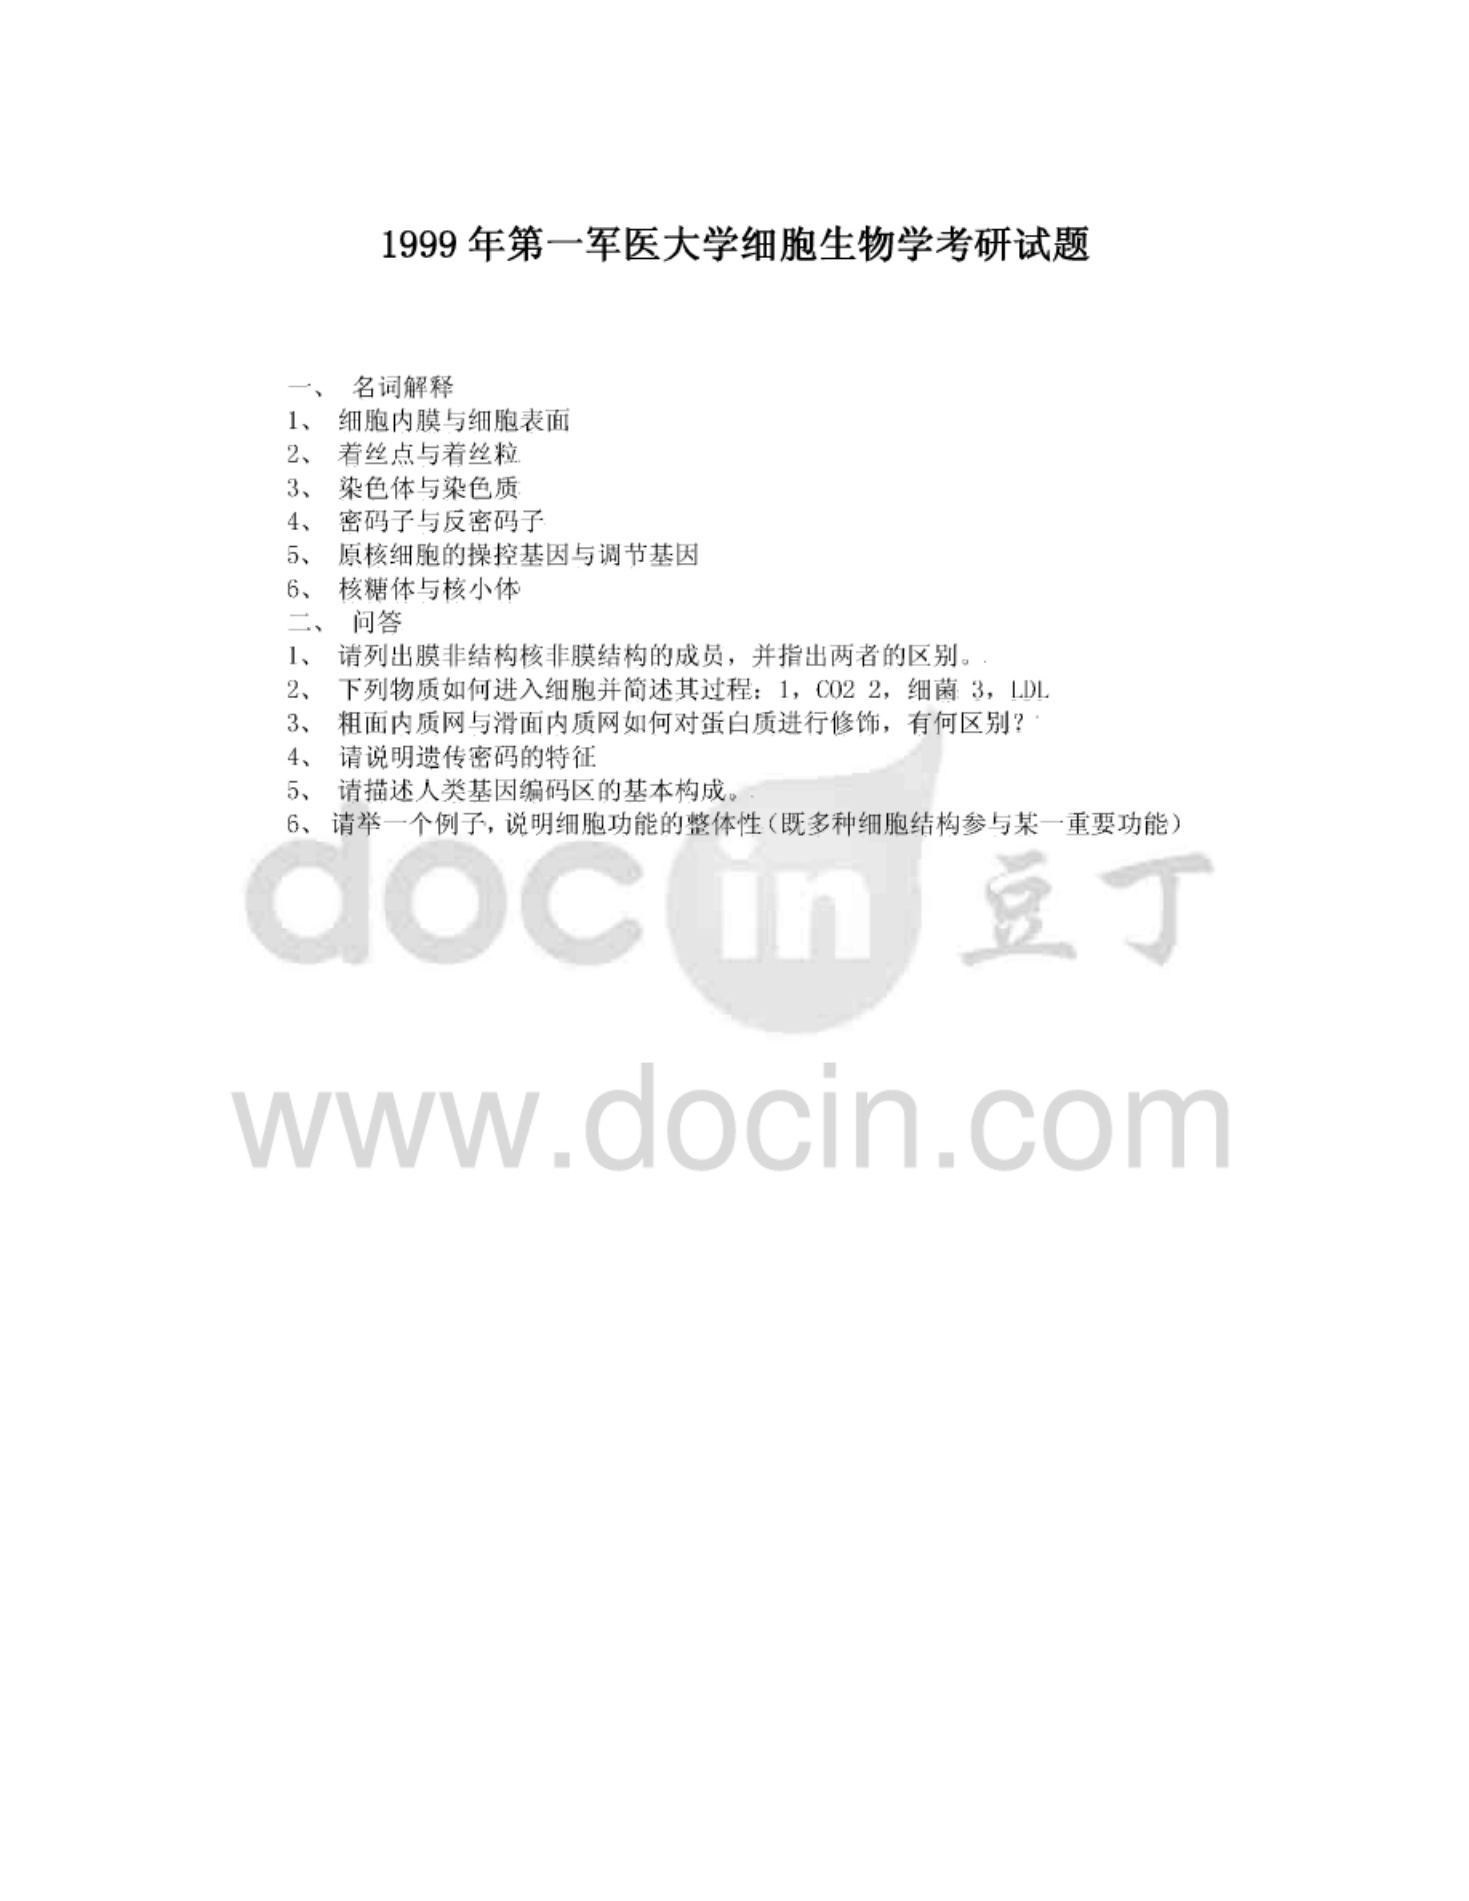 1999 年第一军医大学细胞生物学考研试题
一、 名词解释
1、 细胞内膜与细胞表面
2、 着丝点与着丝粒
3、 染色体与染色质
4、 密码子与反密码子
5、 原核细胞的操控基因与调节基因
6、 核糖体与核小体
二、 问答
1、 请列出膜非结构核非膜结构的成员，并指出两者的区别。
2、 下列物质如何进入细胞并简述其过程：1，CO2 2，细菌 3，LDL
3、 粗面内质网与滑面内质网如何对蛋白质进行修饰，有何区别？
4、 请说明遗传密码的特征
5、 请描述人类基因编码区的基本构成。
6、请举一个例子，说明细胞功能的整体性（既多种细胞结构参与某一重要功能）
docin 豆丁
www.docin.com